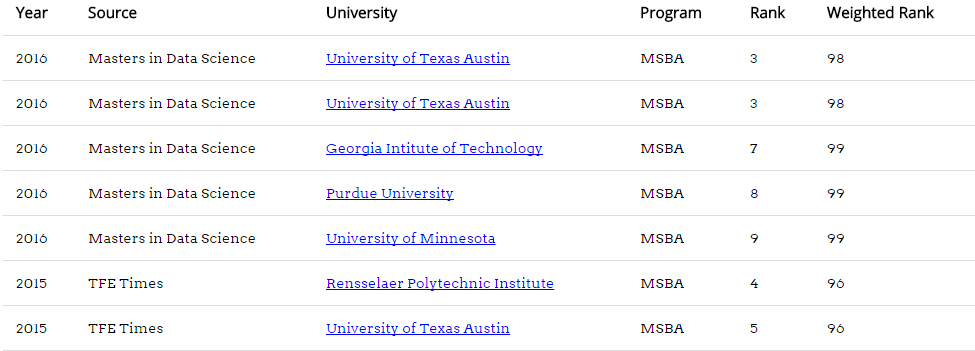 Year Source University Program Rank Weighted Rank
2016 Masters in Data Science University of Texas Austin MSBA 3 98
2016 Masters in Data Science University of Texas Austin MSBA 3 98
2016 Masters in Data Science Georgia Intitute of Technology MSBA 7 99
2016 Masters in Data Science Purdue University MSBA 8 99
2016 Masters in Data Science University of Minnesota MSBA 9 99
2015 TFE Times Rensselaer Polytechnic Institute MSBA 4 96
2015 TFE Times University of Texas Austin MSBA 5 96